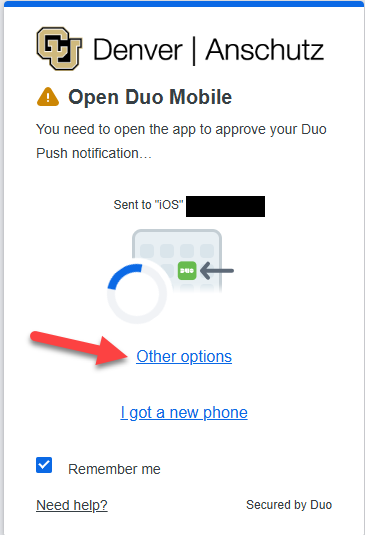 Denver | Anschutz
Open Duo Mobile
You need to open the app to approve your Duo
Push notification...
Sent to "iOS"
DUO
Other options
I got a new phone
Remember me
Need help?
Secured by Duo